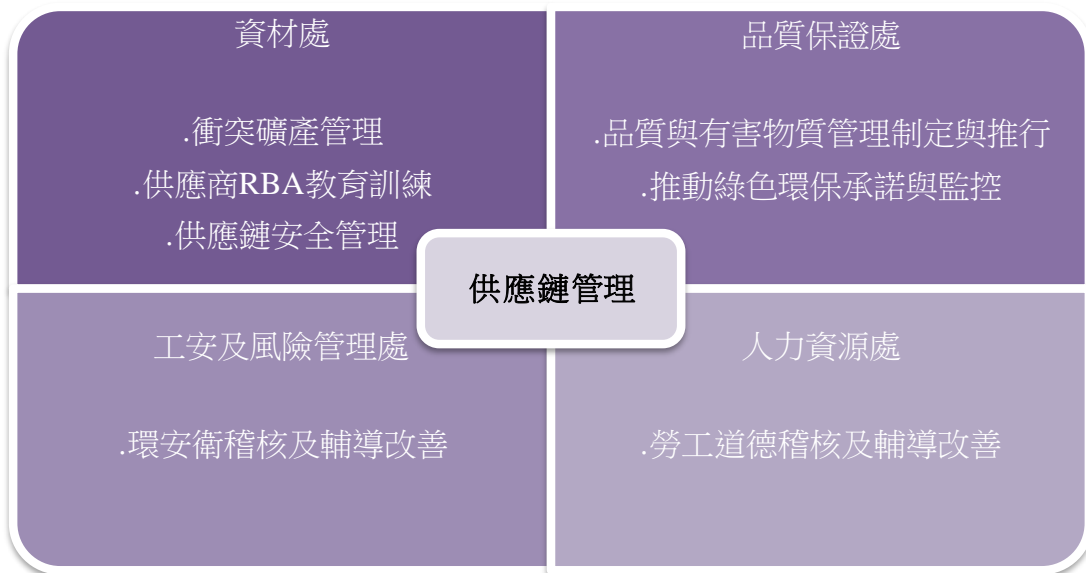 資材處
.衝突礦產管理
.供應商RBA教育訓練
.供應鏈安全管理
品質保證處
.品質與有害物質管理制定與推行
.推動綠色環保承諾與監控
供應鏈管理
工安及風險管理處
.環安衛稽核及輔導改善
人力資源處
.勞工道德稽核及輔導改善